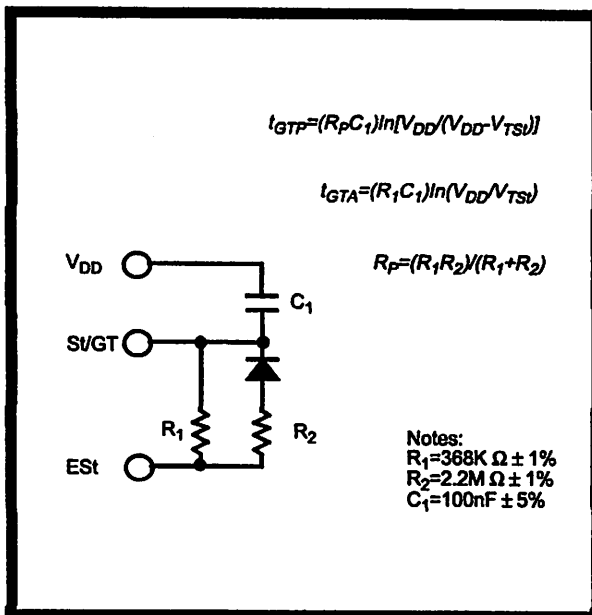 t_GTP=(R_PC_1)ln[V_DD/(V_DD-V_TSt)]
t_GTA=(R_1C_1)ln(V_DD/V_TSt)
R_P=(R_1R_2)/(R_1+R_2)
V_DD
C_1
St/GT
R_1
R_2
ESt
Notes:
R_1=368K Ω ± 1%
R_2=2.2M Ω ± 1%
C_1=100nF ± 5%